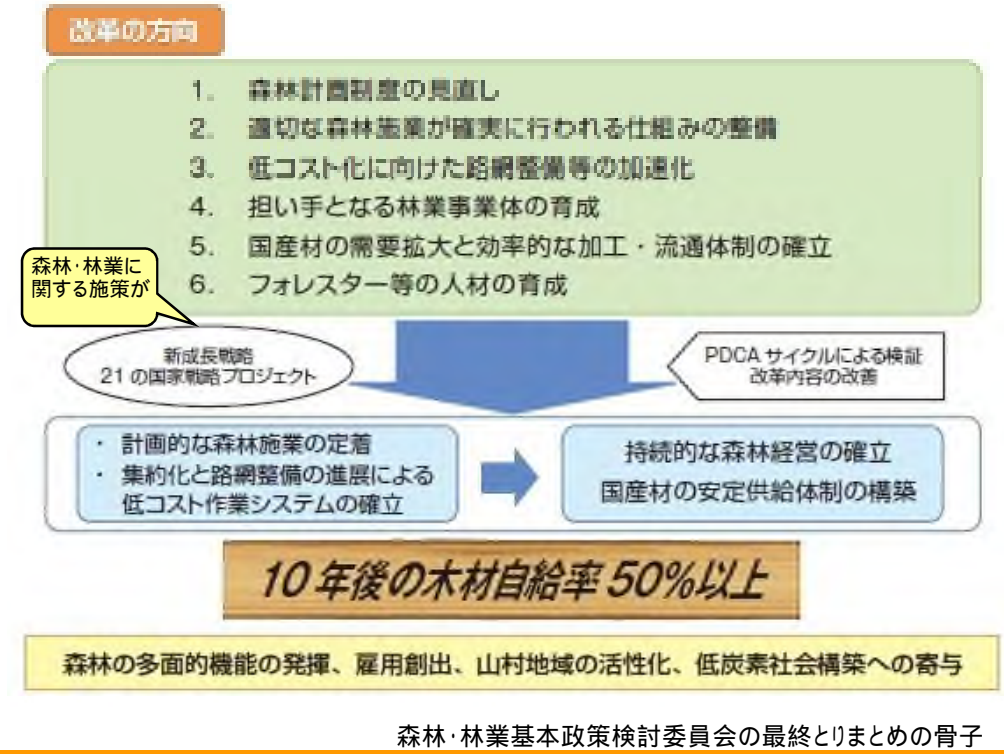 改革の方向
1. 森林計画制度の見直し
2. 適切な森林施業が確実に行われる仕組みの整備
3. 低コスト化に向けた路網整備等の加速化
4. 担い手となる林業事業体の育成
5. 国産材の需要拡大と効率的な加工・流通体制の確立
6. フォレスター等の人材の育成
森林・林業に
関する施策が
新成長戦略
21の国家戦略プロジェクト
PDCAサイクルによる検証
改革内容の改善
・ 計画的な森林施業の定着
・ 集約化と路網整備の進展による
低コスト作業システムの確立
持続的な森林経営の確立
国産材の安定供給体制の構築
10年後の木材自給率50%以上
森林の多面的機能の発揮、雇用創出、山村地域の活性化、低炭素社会構築への寄与
森林・林業基本政策検討委員会の最終とりまとめの骨子